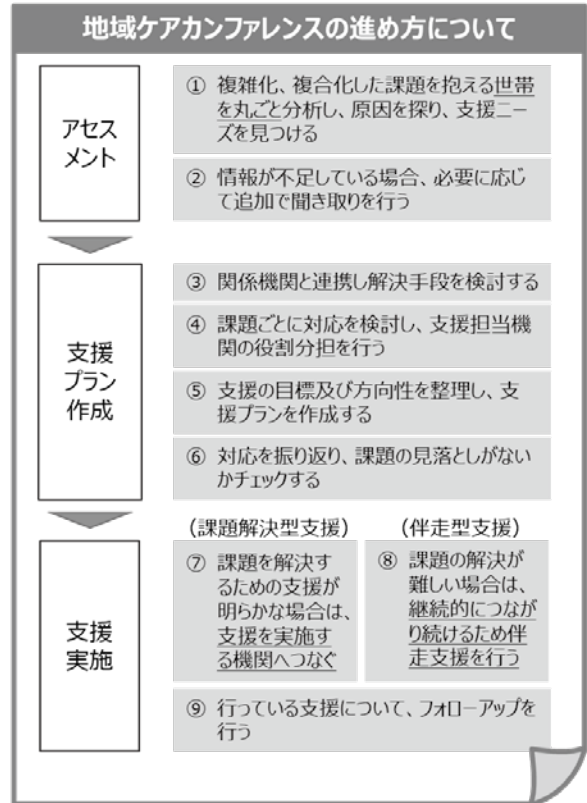 地域ケアカンファレンスの進め方について
アセス
メント
① 複雑化、複合化した課題を抱える世帯
を丸ごと分析し、原因を探り、支援ニー
ズを見つける
② 情報が不足している場合、必要に応じ
て追加で聞き取りを行う
支援
プラン
作成
③ 関係機関と連携し解決手段を検討する
④ 課題ごとに対応を検討し、支援担当機
関の役割分担を行う
⑤ 支援の目標及び方向性を整理し、支
援プランを作成する
⑥ 対応を振り返り、課題の見落としがない
かチェックする
支援
実施
（課題解決型支援）
⑦ 課題を解決す
るための支援が
明らかな場合は、
支援を実施す
る機関へつなぐ
（伴走型支援）
⑧ 課題の解決が
難しい場合は、
継続的につなが
り続けるため伴
走支援を行う
⑨ 行っている支援について、フォローアップを
行う